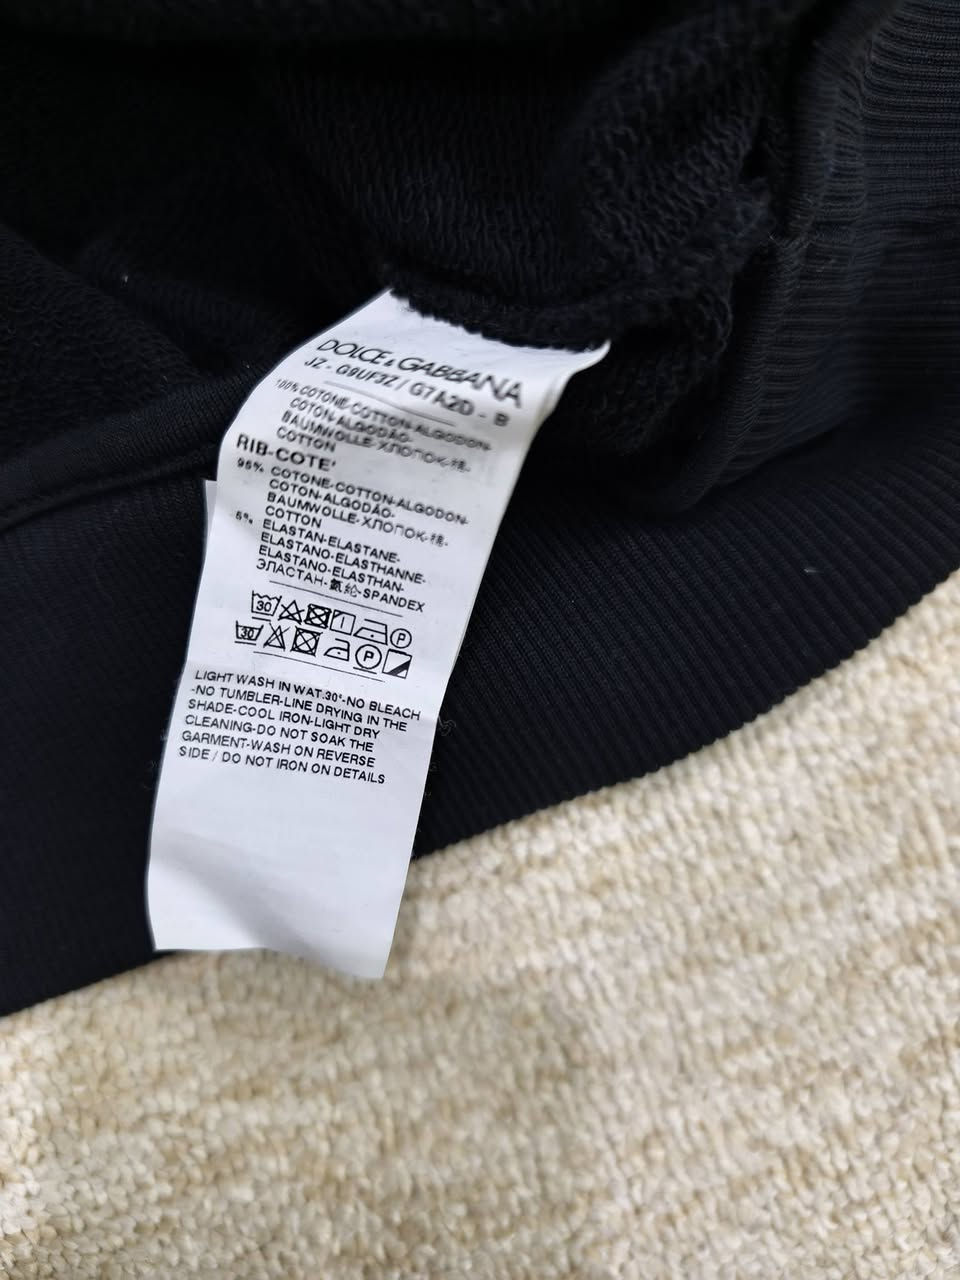 DOLCE & GABBANA
JZ - G9UF3Z / G7A2D - B
100% COTONE-COTTON-ALGODON-
COTON-ALGODÃO-
BAUMWOLLE-ХЛОПОК-棉-
COTTON
RIB-COTE'
95% COTONE-COTTON-ALGODON-
COTON-ALGODÃO-
BAUMWOLLE-ХЛОПОК-棉-
COTTON
5% ELASTAN-ELASTANE-
ELASTANO-ELASTHANNE-
ELASTANO-ELASTHAN-
ЭЛАСТАН-氨纶-SPANDEX
30 P
30 P
LIGHT WASH IN WAT.30°-NO BLEACH
-NO TUMBLER-LINE DRYING IN THE
SHADE-COOL IRON-LIGHT DRY
CLEANING-DO NOT SOAK THE
GARMENT-WASH ON REVERSE
SIDE / DO NOT IRON ON DETAILS